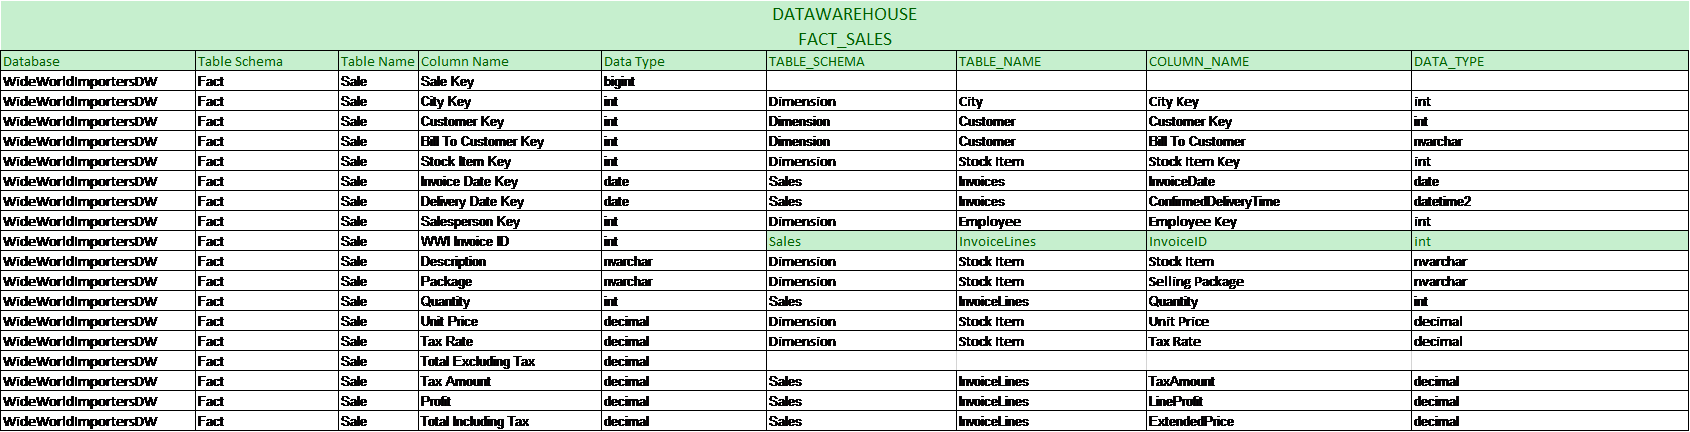 DATAWAREHOUSE
FACT_SALES
Database Table Schema Table Name Column Name Data Type TABLE_SCHEMA TABLE_NAME COLUMN_NAME DATA_TYPE
WideWorldImportersDW Fact Sale Sale Key bigint
WideWorldImportersDW Fact Sale City Key int Dimension City City Key int
WideWorldImportersDW Fact Sale Customer Key int Dimension Customer Customer Key int
WideWorldImportersDW Fact Sale Bill To Customer Key int Dimension Customer Bill To Customer nvarchar
WideWorldImportersDW Fact Sale Stock Item Key int Dimension Stock Item Stock Item Key int
WideWorldImportersDW Fact Sale Invoice Date Key date Sales Invoices InvoiceDate date
WideWorldImportersDW Fact Sale Delivery Date Key date Sales Invoices ConfirmedDeliveryTime datetime2
WideWorldImportersDW Fact Sale Salesperson Key int Dimension Employee Employee Key int
WideWorldImportersDW Fact Sale WWI Invoice ID int Sales InvoiceLines InvoiceID int
WideWorldImportersDW Fact Sale Description nvarchar Dimension Stock Item Stock Item nvarchar
WideWorldImportersDW Fact Sale Package nvarchar Dimension Stock Item Selling Package nvarchar
WideWorldImportersDW Fact Sale Quantity int Sales InvoiceLines Quantity int
WideWorldImportersDW Fact Sale Unit Price decimal Dimension Stock Item Unit Price decimal
WideWorldImportersDW Fact Sale Tax Rate decimal Dimension Stock Item Tax Rate decimal
WideWorldImportersDW Fact Sale Total Excluding Tax decimal
WideWorldImportersDW Fact Sale Tax Amount decimal Sales InvoiceLines TaxAmount decimal
WideWorldImportersDW Fact Sale Profit decimal Sales InvoiceLines LineProfit decimal
WideWorldImportersDW Fact Sale Total Including Tax decimal Sales InvoiceLines ExtendedPrice decimal